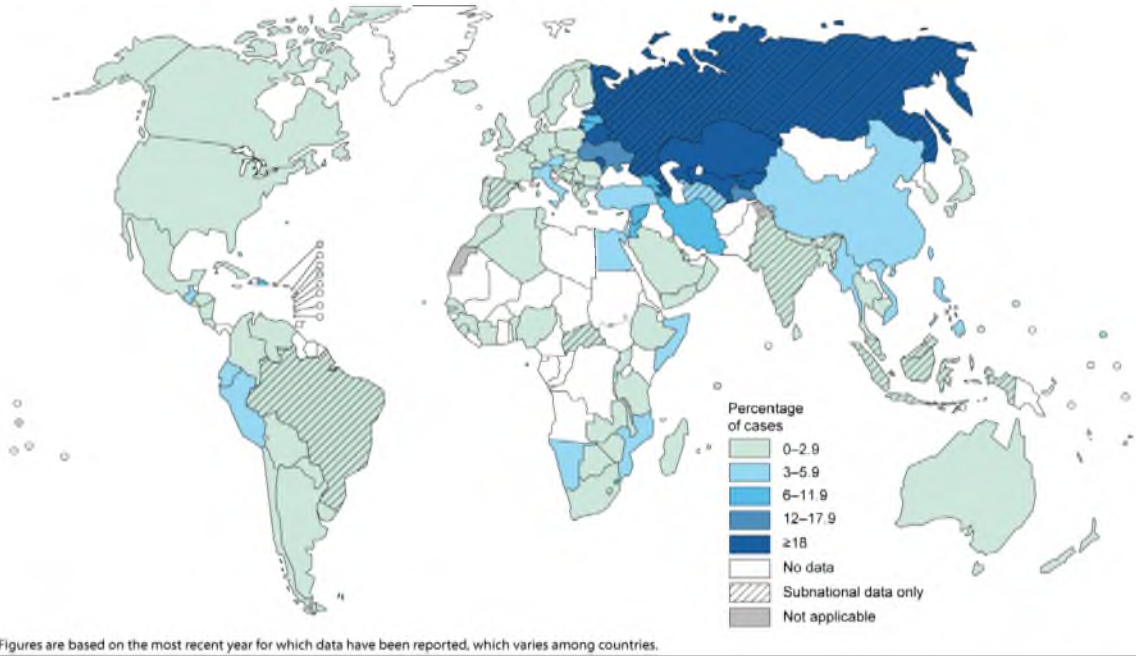 Percentage
of cases
0–2.9
3–5.9
6–11.9
12–17.9
≥18
No data
Subnational data only
Not applicable
Figures are based on the most recent year for which data have been reported, which varies among countries.